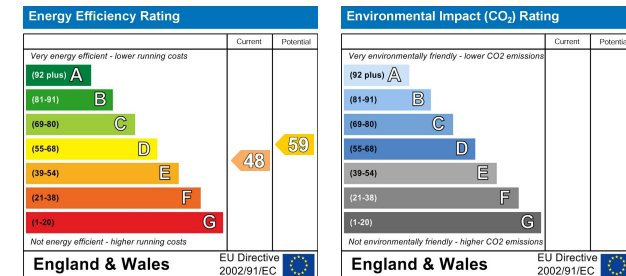 Energy Efficiency Rating
Current Potential
Very energy efficient - lower running costs
(92 plus) A
(81-91) B
(69-80) C
(55-68) D
(39-54) E
(21-38) F
(1-20) G
48
59
Not energy efficient - higher running costs
England & Wales
EU Directive
2002/91/EC
Environmental Impact (CO₂) Rating
Current Potential
Very environmentally friendly - lower CO2 emissions
(92 plus) A
(81-91) B
(69-80) C
(55-68) D
(39-54) E
(21-38) F
(1-20) G
Not environmentally friendly - higher CO2 emissions
England & Wales
EU Directive
2002/91/EC